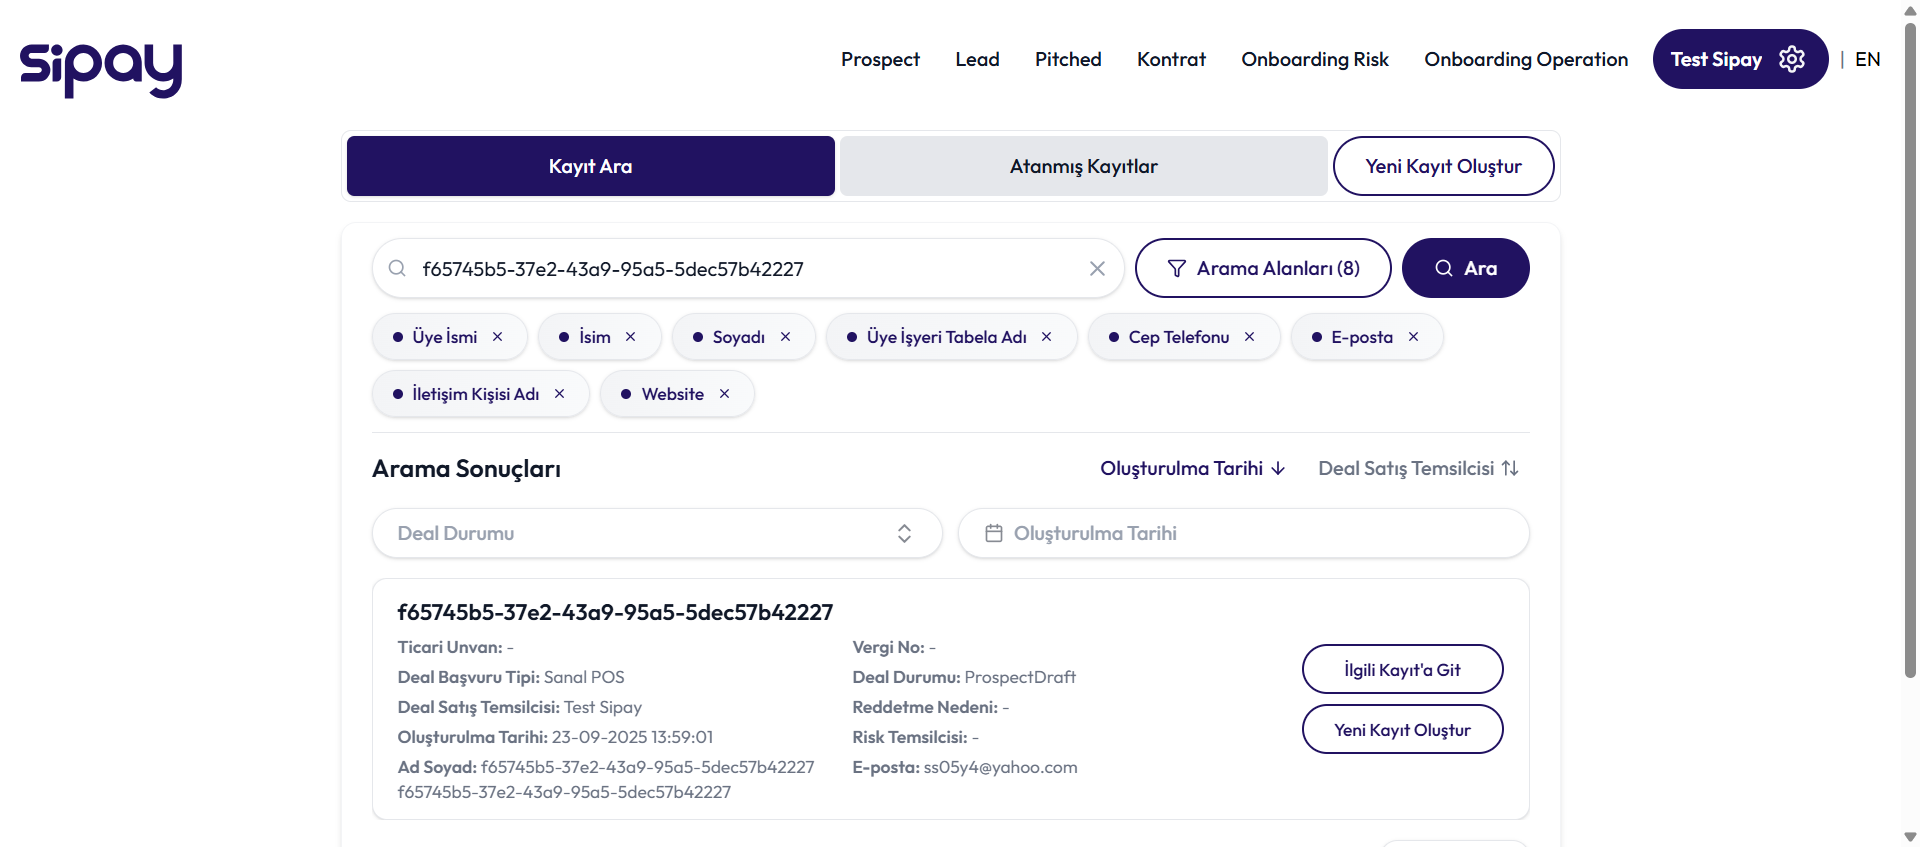 sipay
Prospect Lead Pitched Kontrat Onboarding Risk Onboarding Operation Test Sipay | EN
Kayıt Ara Atanmış Kayıtlar Yeni Kayıt Oluştur
f65745b5-37e2-43a9-95a5-5dec57b42227 Arama Alanları (8) Ara
Üye İsmi İsim Soyadı Üye İşyeri Tabela Adı Cep Telefonu E-posta
İletişim Kişisi Adı Website
Arama Sonuçları Oluşturulma Tarihi Deal Satış Temsilcisi
Deal Durumu Oluşturulma Tarihi
f65745b5-37e2-43a9-95a5-5dec57b42227
Ticari Unvan: - 
Deal Başvuru Tipi: Sanal POS
Deal Satış Temsilcisi: Test Sipay
Oluşturulma Tarihi: 23-09-2025 13:59:01
Ad Soyad: f65745b5-37e2-43a9-95a5-5dec57b42227
f65745b5-37e2-43a9-95a5-5dec57b42227
Vergi No: -
Deal Durumu: ProspectDraft
Reddetme Nedeni: -
Risk Temsilcisi: -
E-posta: ss05y4@yahoo.com
İlgili Kayıt'a Git
Yeni Kayıt Oluştur